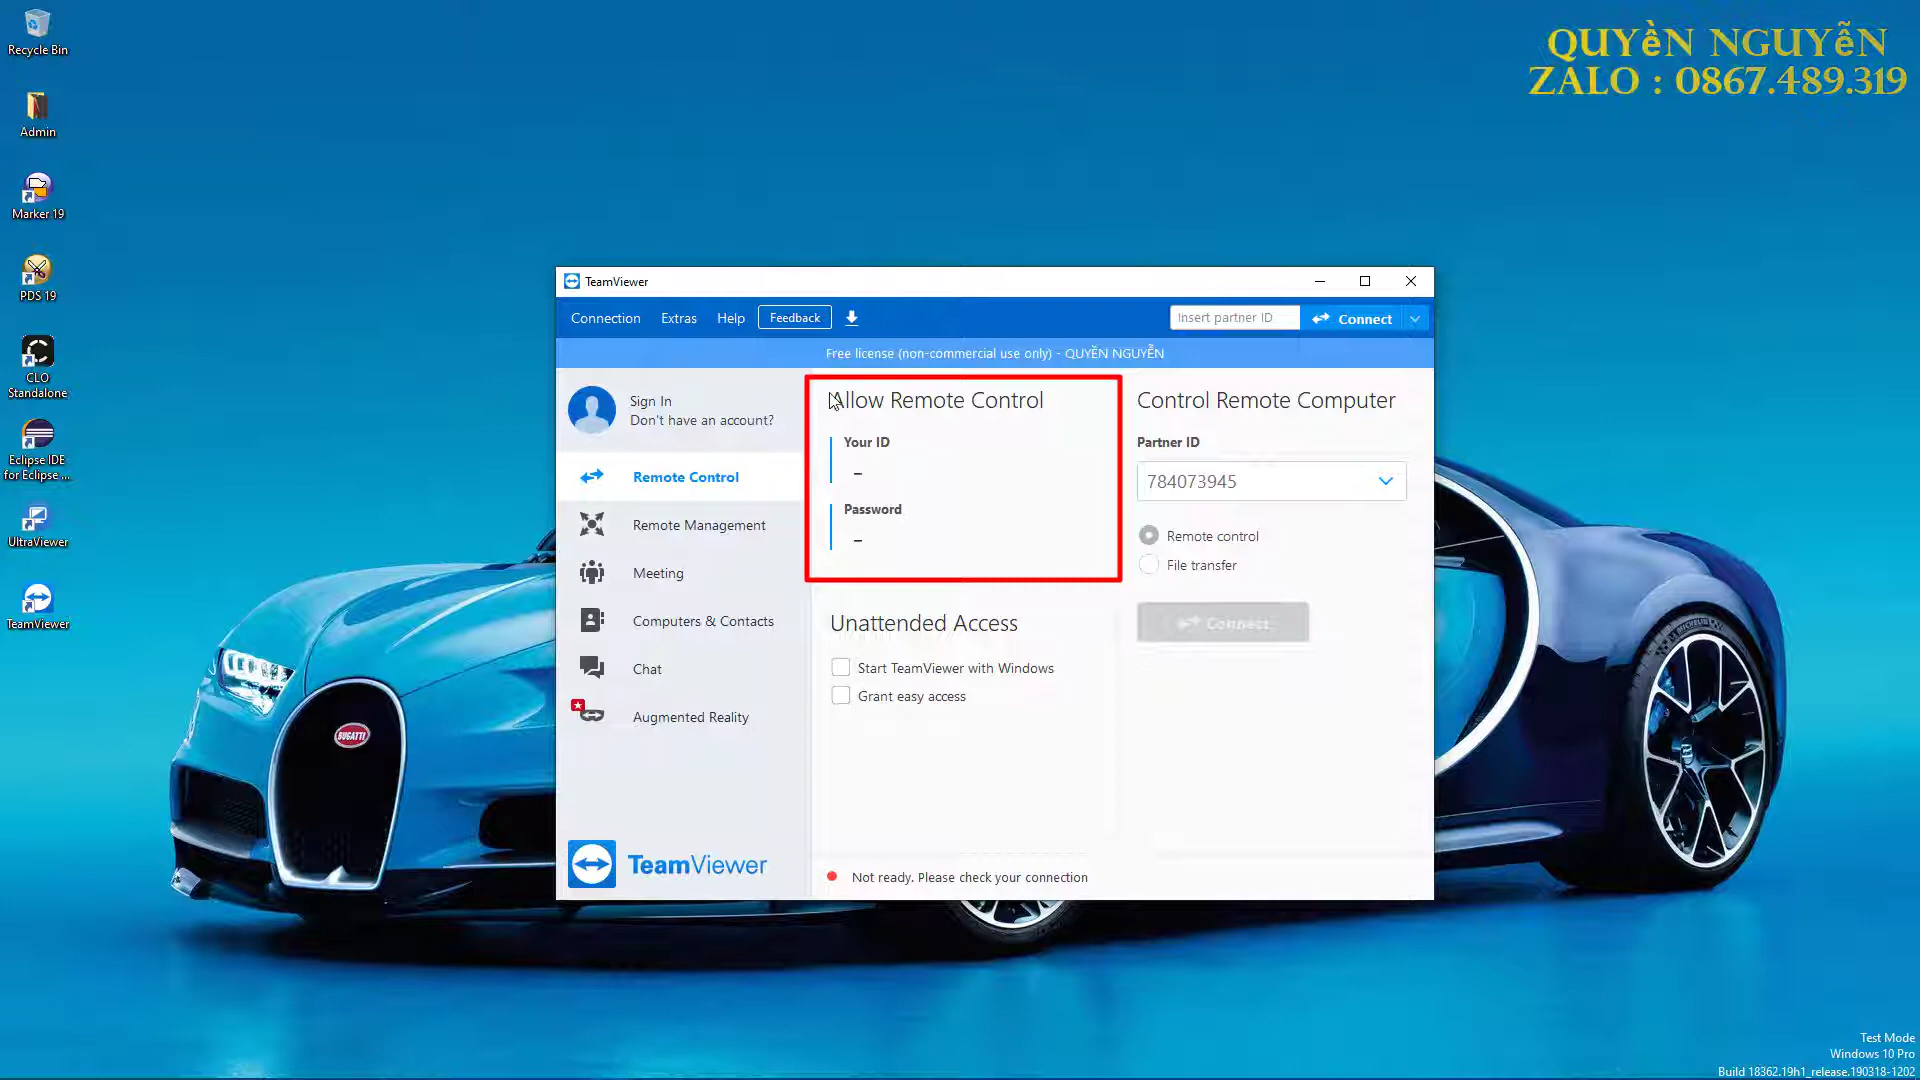 QUYỀN NGUYỄN
ZALO : 0867.489.319
Recycle Bin
Admin
Marker 19
PDS 19
CLO
Standalone
Eclipse IDE
for Eclipse ...
UltraViewer
TeamViewer
TeamViewer
Connection Extras Help Feedback
Insert partner ID Connect
Free license (non-commercial use only) - QUYỀN NGUYỄN
Sign In
Don't have an account?
Remote Control
Remote Management
Meeting
Computers & Contacts
Chat
Augmented Reality
TeamViewer
Allow Remote Control
Your ID
–
Password
–
Unattended Access
Start TeamViewer with Windows
Grant easy access
Not ready. Please check your connection
Control Remote Computer
Partner ID
784073945
Remote control
File transfer
Connect
BUGATTI
MICHELIN
Test Mode
Windows 10 Pro
Build 18362.19h1_release.190318-1202